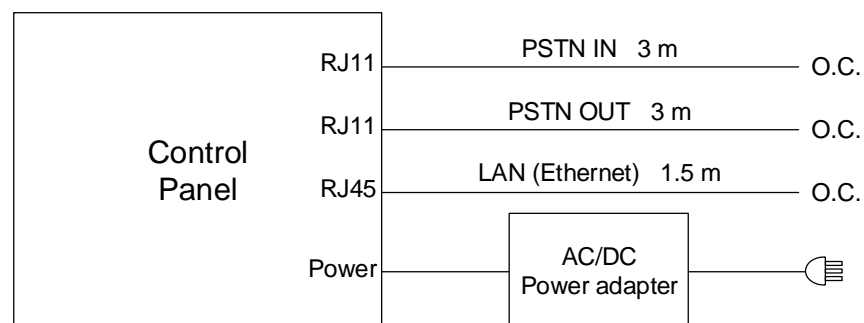 RJ11 PSTN IN 3 m O.C.
RJ11 PSTN OUT 3 m O.C.
Control
Panel
RJ45 LAN (Ethernet) 1.5 m O.C.
Power
AC/DC
Power adapter